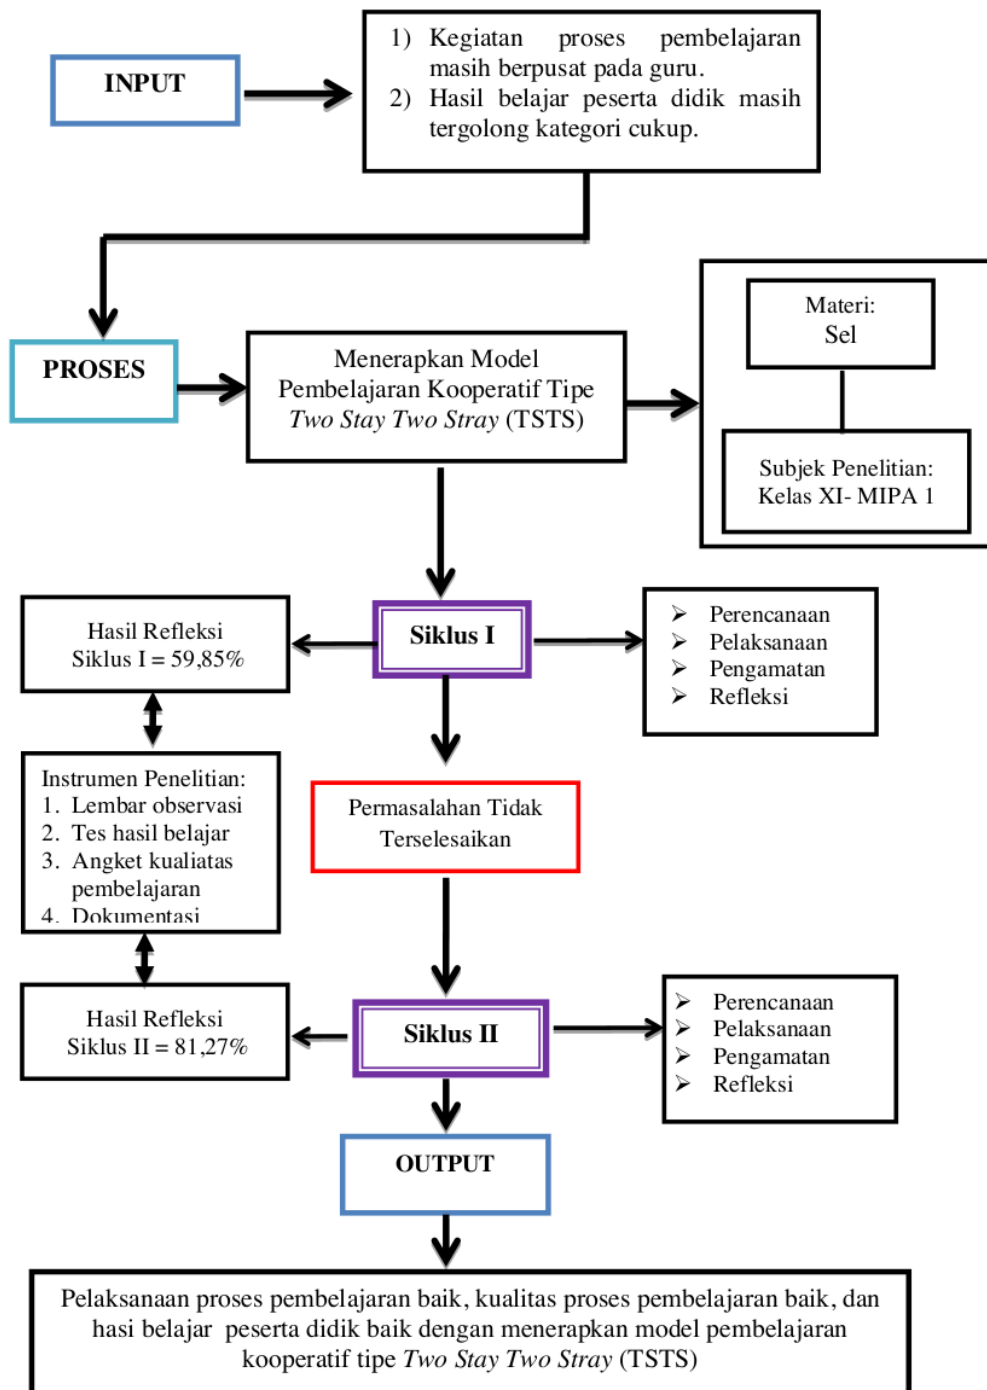 INPUT
1) Kegiatan proses pembelajaran
masih berpusat pada guru.
2) Hasil belajar peserta didik masih
tergolong kategori cukup.
PROSES
Menerapkan Model
Pembelajaran Kooperatif Tipe
Two Stay Two Stray (TSTS)
Materi:
Sel
Subjek Penelitian:
Kelas XI- MIPA 1
Hasil Refleksi
Siklus I = 59,85%
Siklus I
➢ Perencanaan
➢ Pelaksanaan
➢ Pengamatan
➢ Refleksi
Instrumen Penelitian:
1. Lembar observasi
2. Tes hasil belajar
3. Angket kualiatas
pembelajaran
4. Dokumentasi
Permasalahan Tidak
Terselesaikan
Hasil Refleksi
Siklus II = 81,27%
Siklus II
➢ Perencanaan
➢ Pelaksanaan
➢ Pengamatan
➢ Refleksi
OUTPUT
Pelaksanaan proses pembelajaran baik, kualitas proses pembelajaran baik, dan
hasi belajar peserta didik baik dengan menerapkan model pembelajaran
kooperatif tipe Two Stay Two Stray (TSTS)